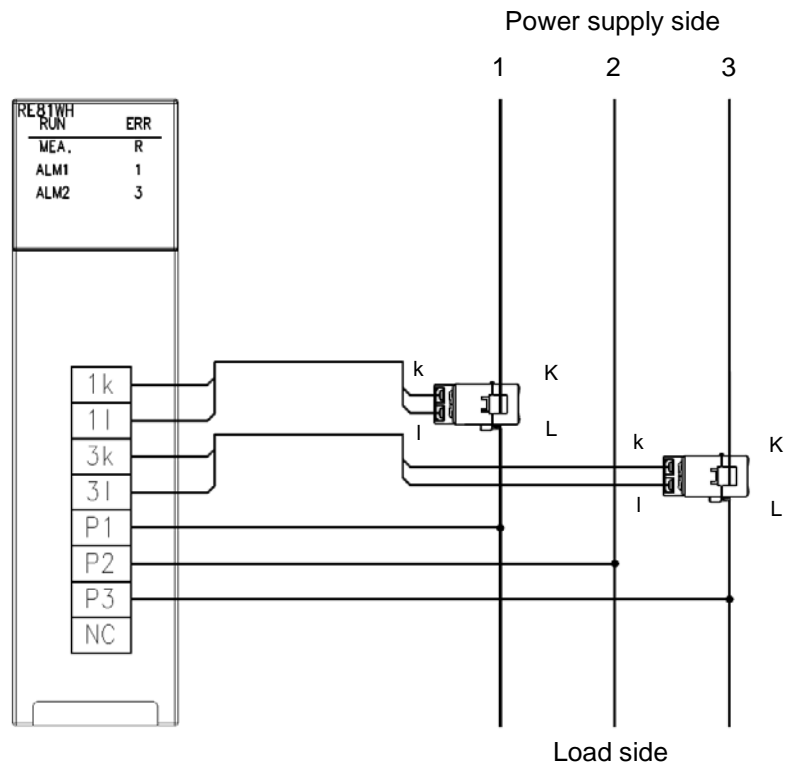 Power supply side
1 2 3
RE81WH
RUN ERR
MEA. R
ALM1 1
ALM2 3
k K
1k
1l
l L
k K
3k
3l
l L
P1
P2
P3
NC
Load side